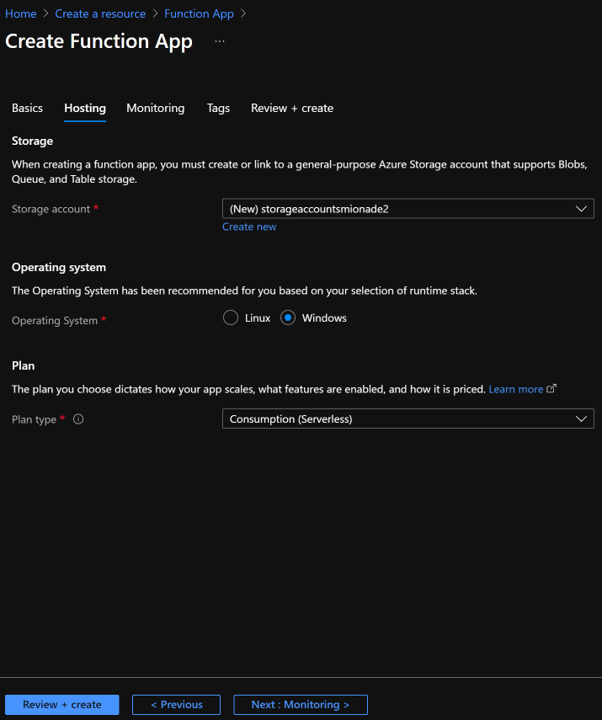 Home > Create a resource > Function App >
Create Function App ...
Basics Hosting Monitoring Tags Review + create
Storage
When creating a function app, you must create or link to a general-purpose Azure Storage account that supports Blobs,
Queue, and Table storage.
Storage account * (New) storageaccountsmionade2
Create new
Operating system
The Operating System has been recommended for you based on your selection of runtime stack.
Operating System * Linux Windows
Plan
The plan you choose dictates how your app scales, what features are enabled, and how it is priced. Learn more
Plan type * Consumption (Serverless)
Review + create < Previous Next : Monitoring >